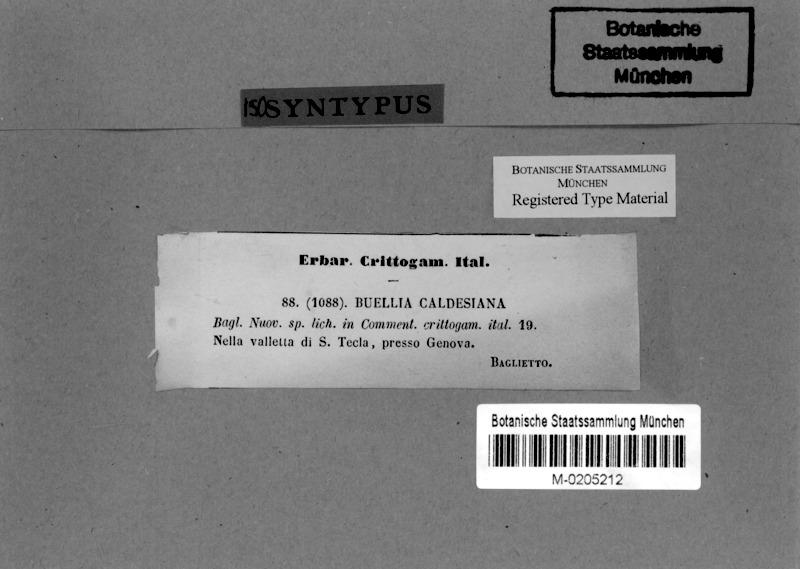 Botanische
Staatssammlung
München
isoSYNTYPUS
BOTANISCHE STAATSSAMMLUNG
MÜNCHEN
Registered Type Material
Erbar. Crittogam. Ital.
88. (1088). BUELLIA CALDESIANA
Bagl. Nuov. sp. lich. in Comment. crittogam. ital. 19.
Nella valletta di S. Tecla, presso Genova.
BAGLIETTO.
Botanische Staatssammlung München
M-0205212